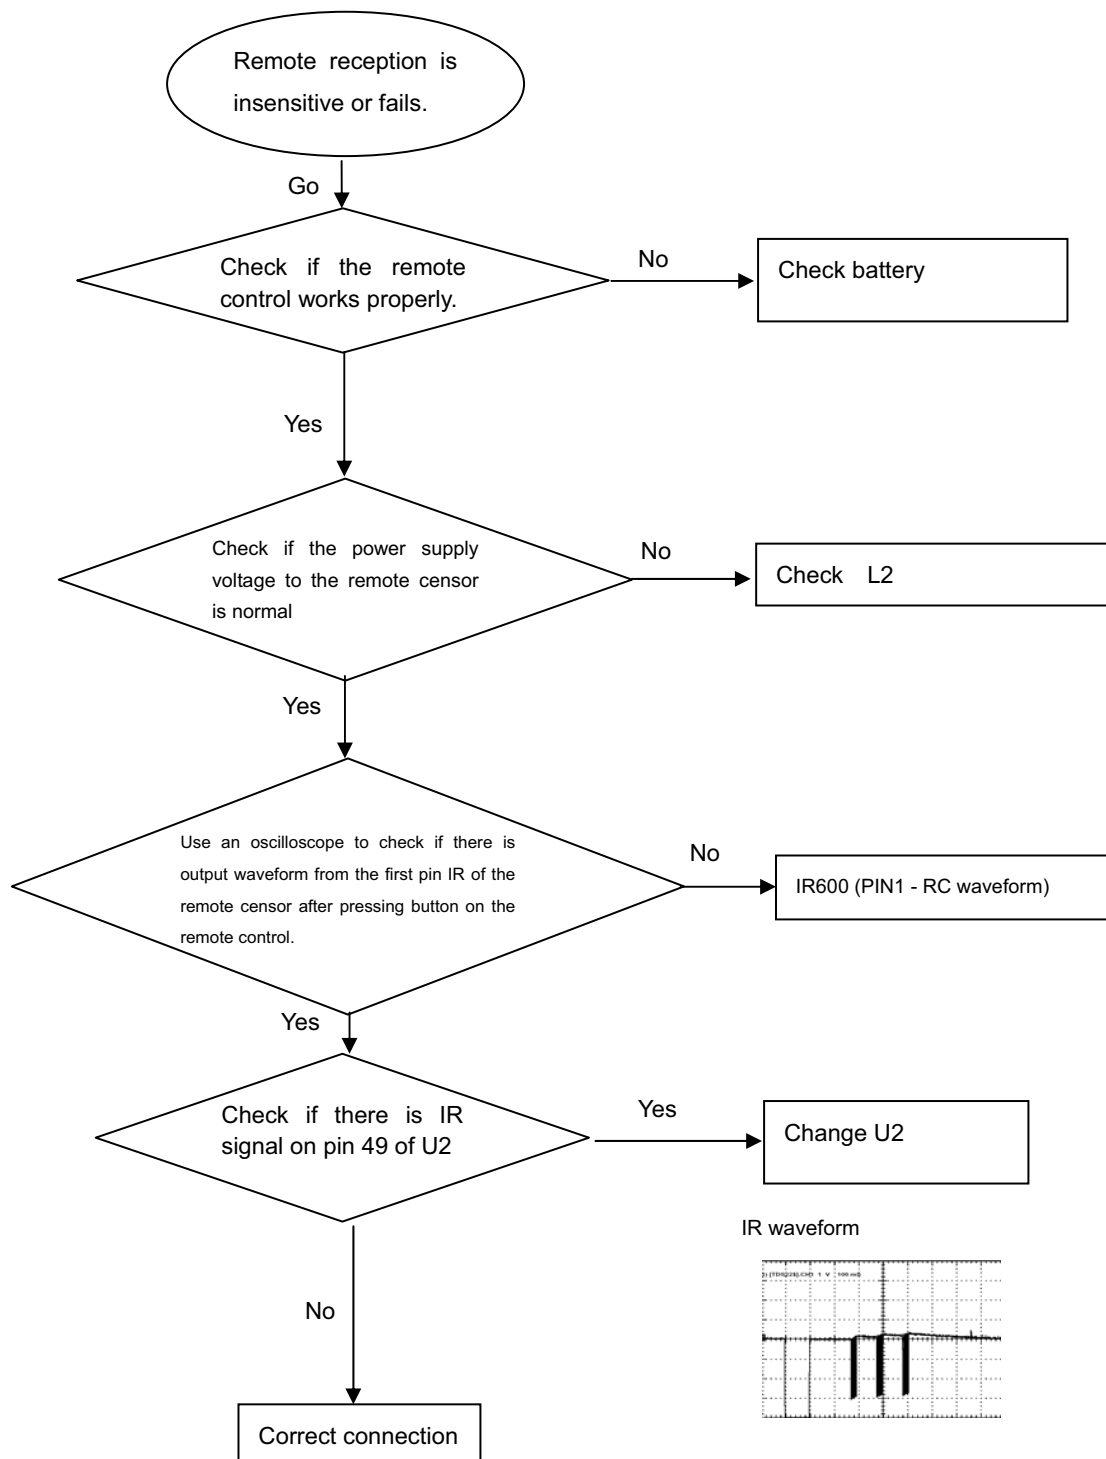 Remote reception is
insensitive or fails.
Go
Check if the remote
control works properly.
No
Check battery
Yes
Check if the power supply
voltage to the remote censor
is normal
No
Check L2
Yes
Use an oscilloscope to check if there is
output waveform from the first pin IR of the
remote censor after pressing button on the
remote control.
No
IR600 (PIN1 - RC waveform)
Yes
Check if there is IR
signal on pin 49 of U2
Yes
Change U2
IR waveform
No
Correct connection